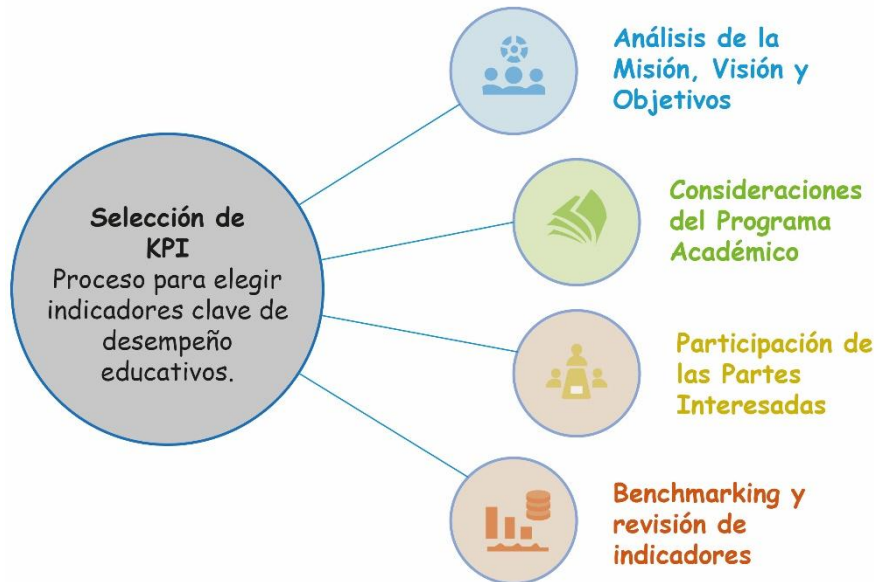 Selección de
KPI
Proceso para elegir
indicadores clave de
desempeño
educativos.
Análisis de la
Misión, Visión y
Objetivos
Consideraciones
del Programa
Académico
Participación de
las Partes
Interesadas
Benchmarking y
revisión de
indicadores